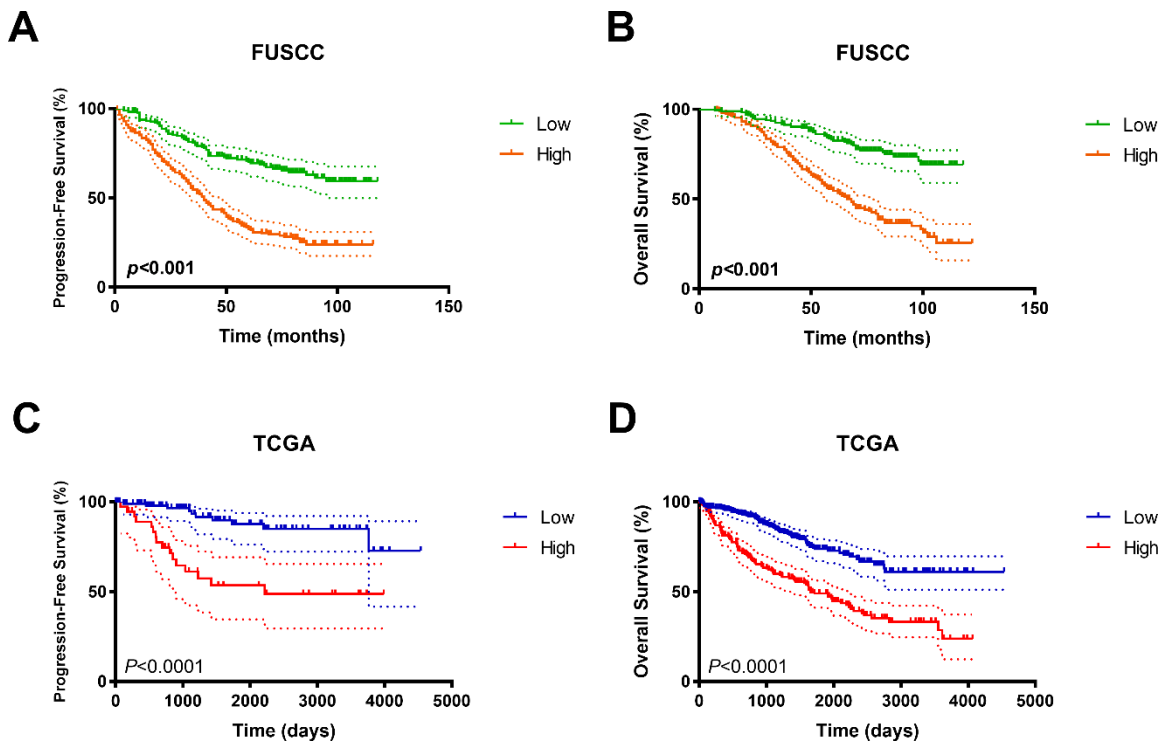 A
FUSCC
Progression-Free Survival (%)
100
50
0
0 50 100 150
Time (months)
Low
High
p<0.001
B
FUSCC
Overall Survival (%)
100
50
0
0 50 100 150
Time (months)
Low
High
p<0.001
C
TCGA
Progression-Free Survival (%)
100
50
0
0 1000 2000 3000 4000 5000
Time (days)
Low
High
P<0.0001
D
TCGA
Overall Survival (%)
100
50
0
0 1000 2000 3000 4000 5000
Time (days)
Low
High
P<0.0001